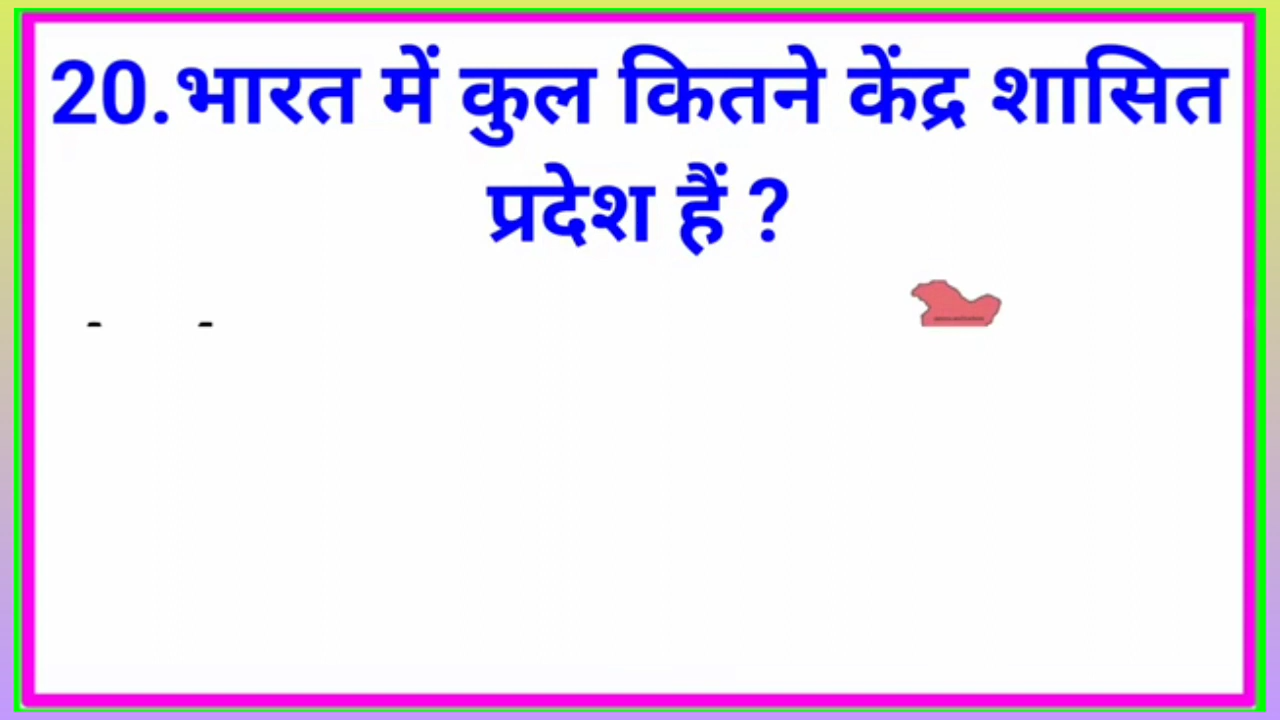 20.भारत में कुल कितने केंद्र शासित
प्रदेश हैं ?